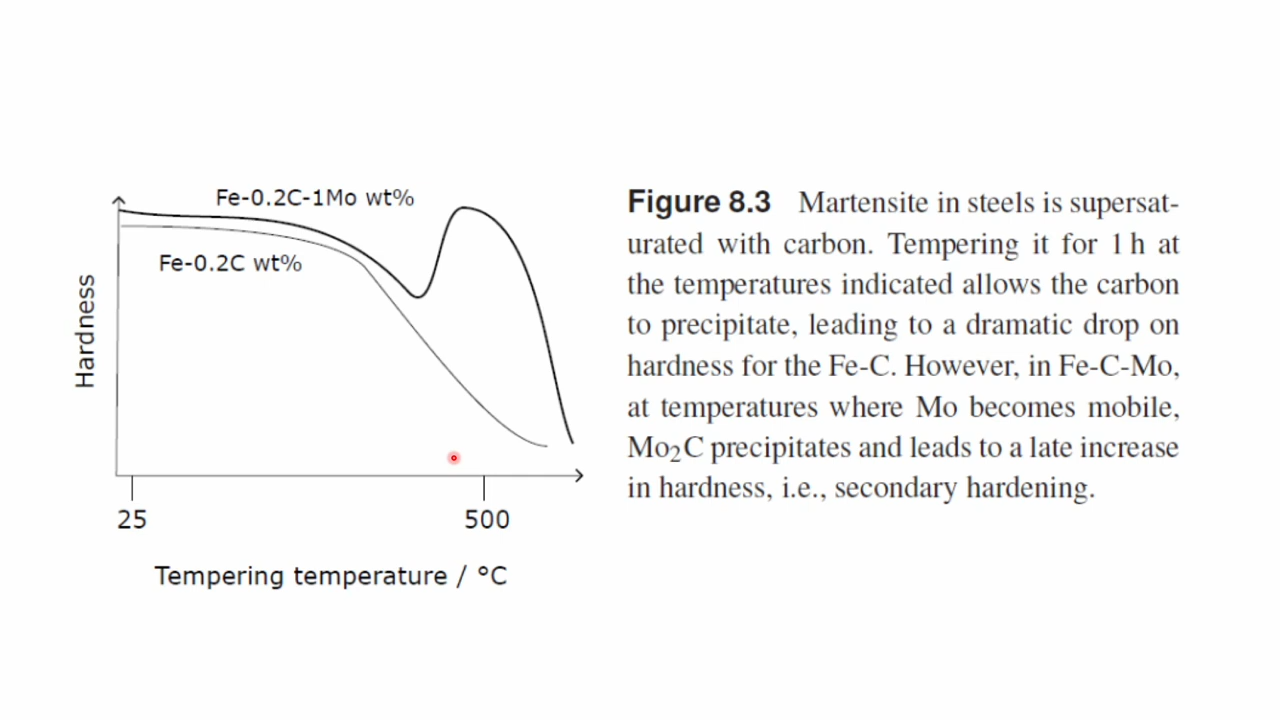 Fe-0.2C-1Mo wt%
Fe-0.2C wt%
Hardness
25
500
Tempering temperature / °C
Figure 8.3 Martensite in steels is supersat-
urated with carbon. Tempering it for 1 h at
the temperatures indicated allows the carbon
to precipitate, leading to a dramatic drop on
hardness for the Fe-C. However, in Fe-C-Mo,
at temperatures where Mo becomes mobile,
Mo₂C precipitates and leads to a late increase
in hardness, i.e., secondary hardening.